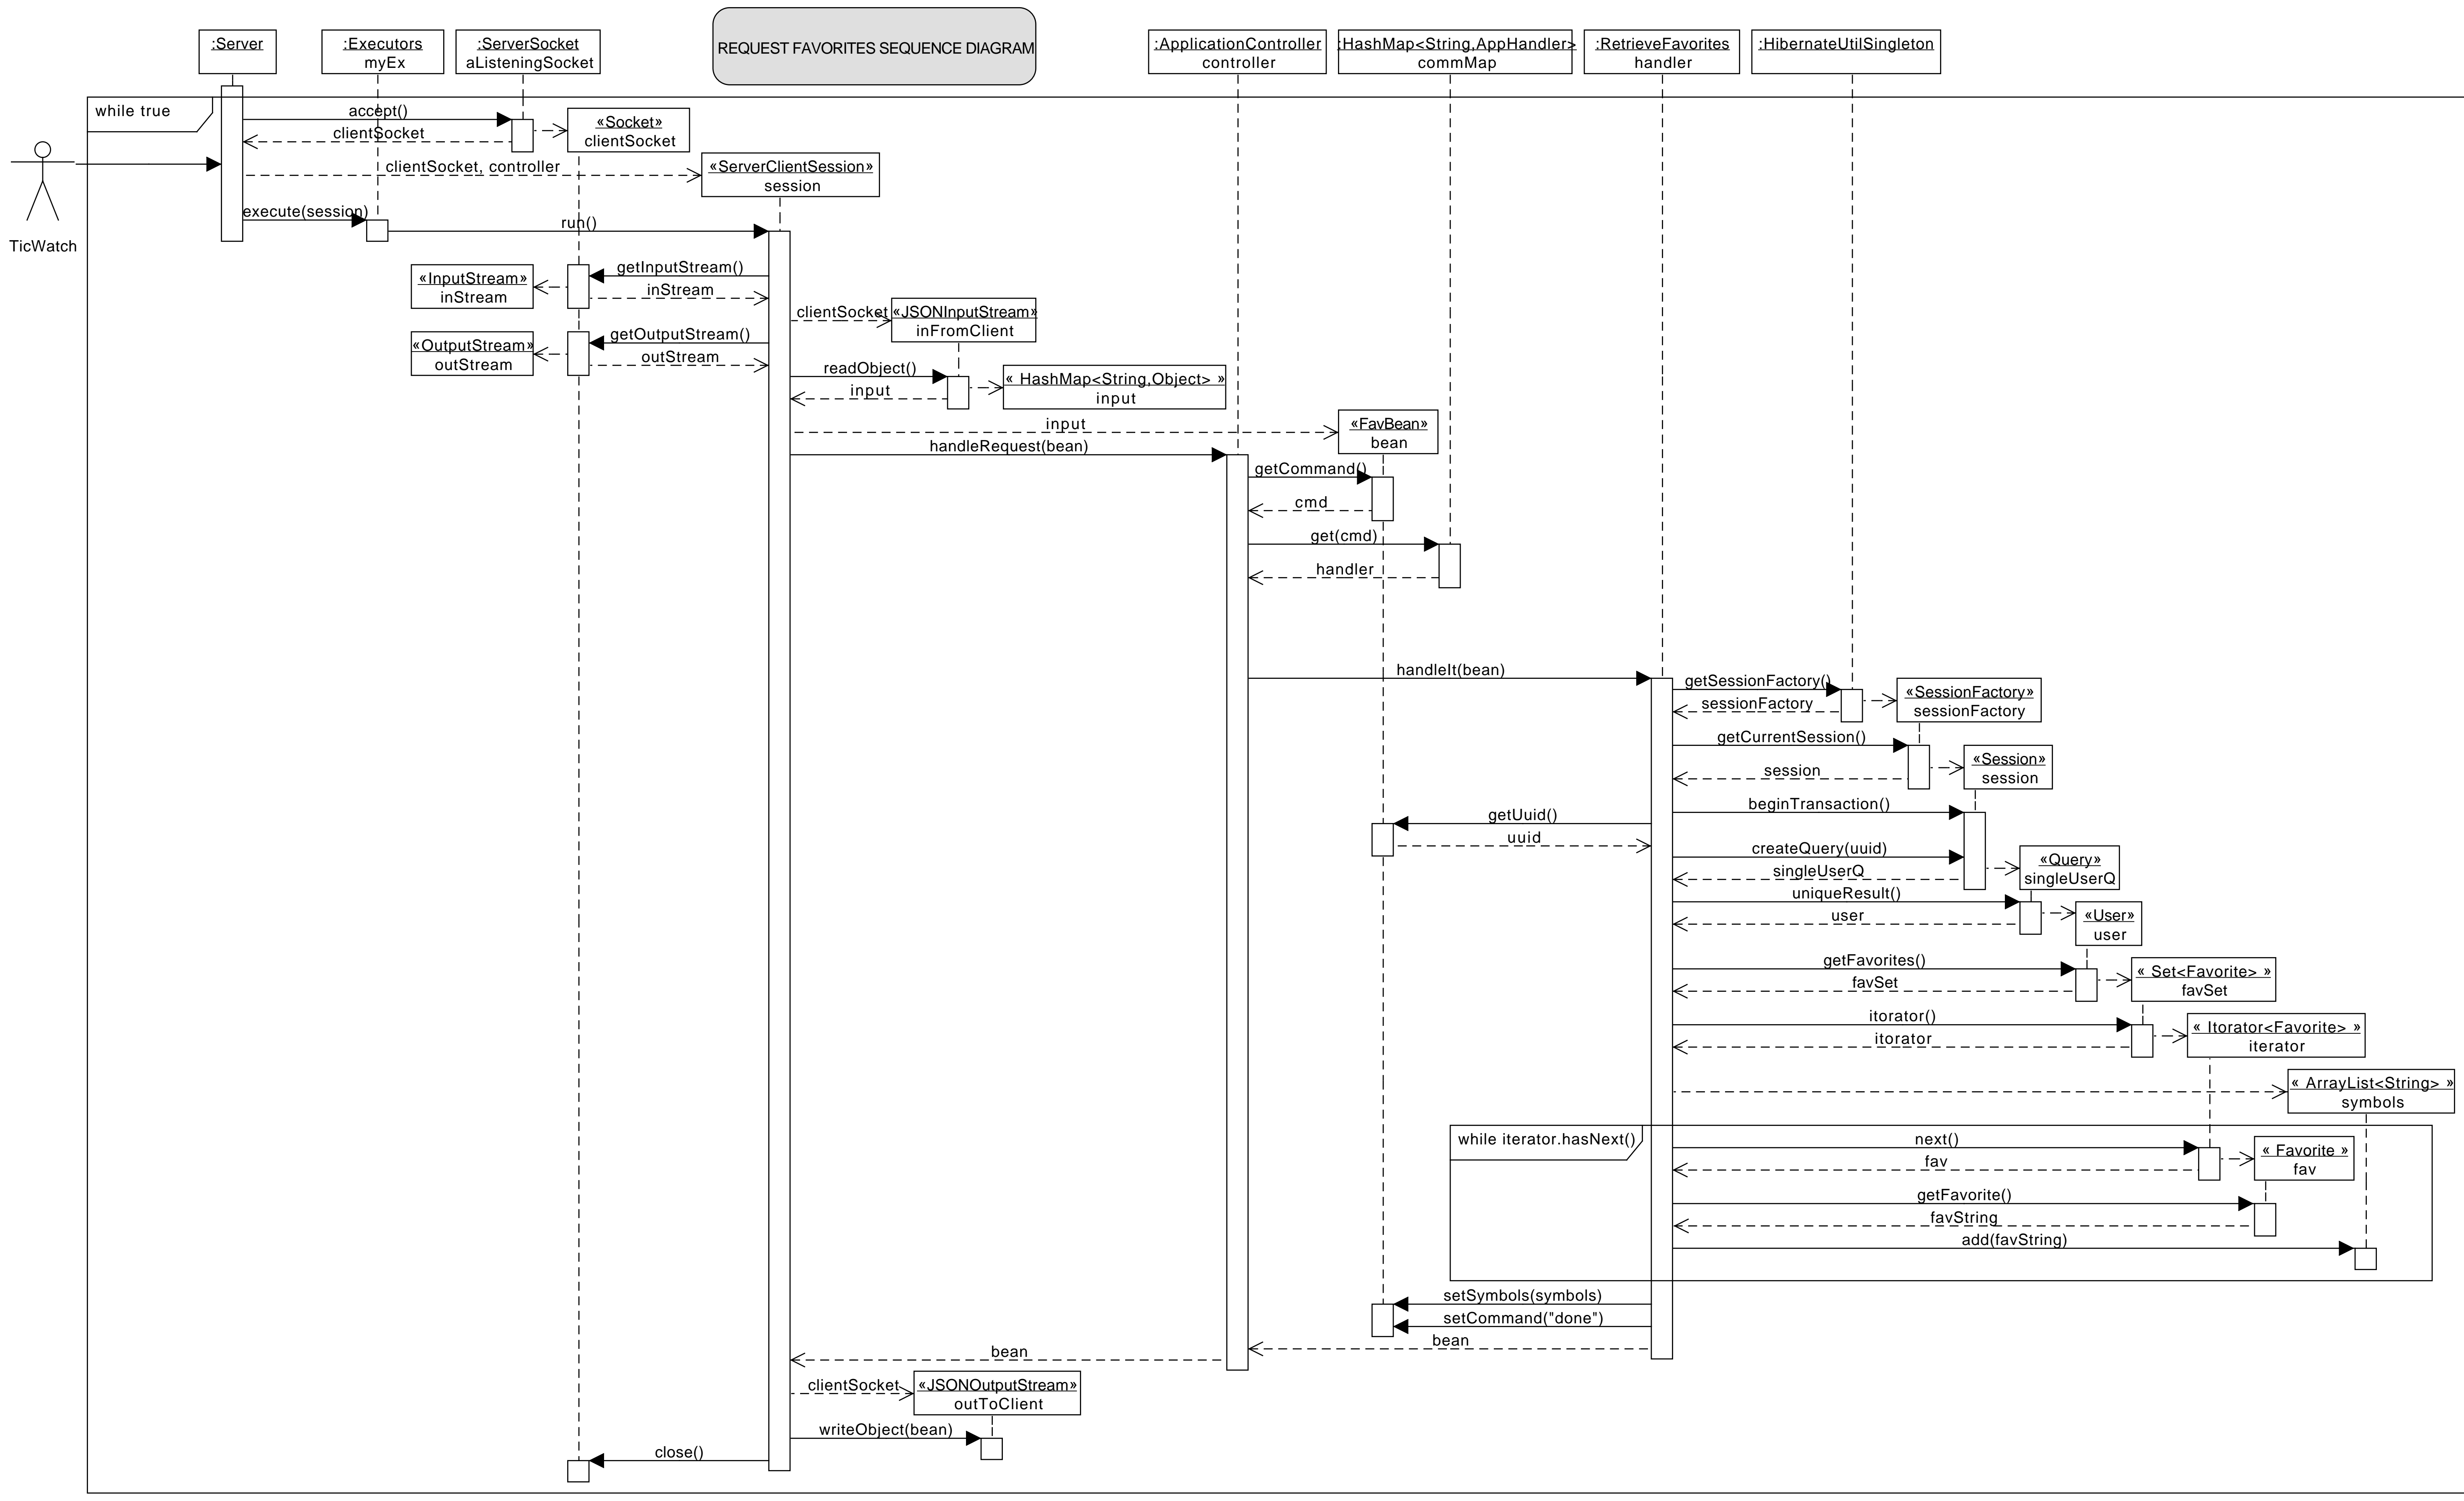 REQUEST FAVORITES SEQUENCE DIAGRAM
:Server
:Executors
myEx
:ServerSocket
aListeningSocket
:ApplicationController
controller
:HashMap<String,AppHandler>
commMap
:RetrieveFavorites
handler
:HibernateUtilSingleton
while true
TicWatch
accept()
«Socket»
clientSocket
clientSocket
clientSocket, controller
«ServerClientSession»
session
execute(session)
run()
getInputStream()
«InputStream»
inStream
inStream
clientSocket
«JSONInputStream»
inFromClient
getOutputStream()
«OutputStream»
outStream
outStream
readObject()
« HashMap<String,Object> »
input
input
input
«FavBean»
bean
handleRequest(bean)
getCommand()
cmd
get(cmd)
handler
handleIt(bean)
getSessionFactory()
«SessionFactory»
sessionFactory
sessionFactory
getCurrentSession()
«Session»
session
session
beginTransaction()
getUuid()
uuid
createQuery(uuid)
«Query»
singleUserQ
singleUserQ
uniqueResult()
«User»
user
user
getFavorites()
« Set<Favorite> »
favSet
favSet
itorator()
« Itorator<Favorite> »
iterator
itorator
« ArrayList<String> »
symbols
while iterator.hasNext()
next()
« Favorite »
fav
fav
getFavorite()
favString
add(favString)
setSymbols(symbols)
setCommand("done")
bean
bean
clientSocket
«JSONOutputStream»
outToClient
writeObject(bean)
close()